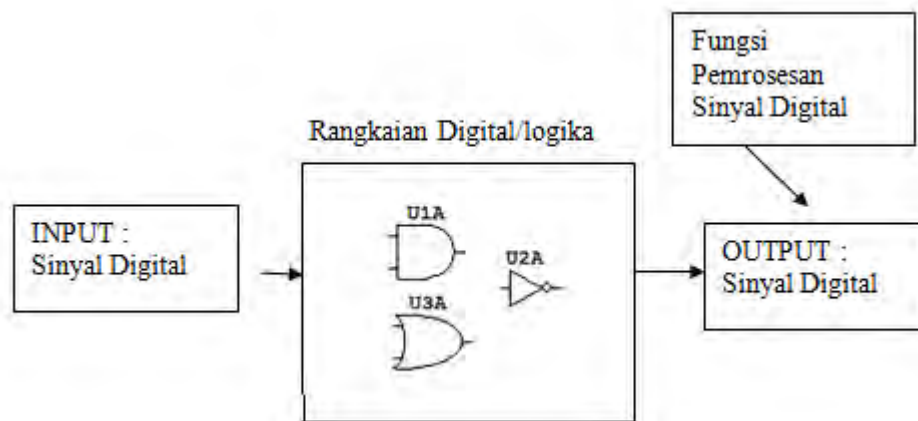 Fungsi
Pemrosesan
Sinyal Digital
Rangkaian Digital/logika
INPUT :
Sinyal Digital
U1A
U2A
U3A
OUTPUT :
Sinyal Digital